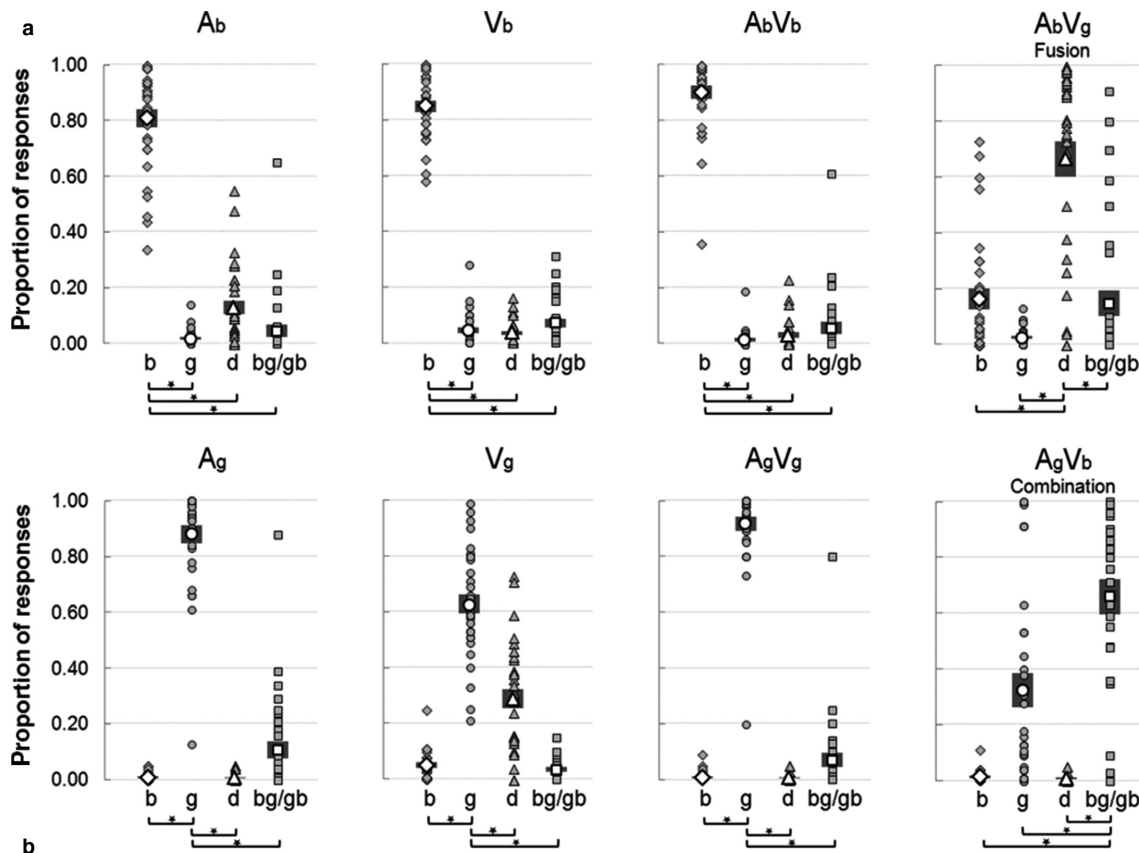 a
Ab Vb AbVb AbVg
Fusion
Proportion of responses
1.00
0.80
0.60
0.40
0.20
0.00
b g d bg/gb b g d bg/gb b g d bg/gb b g d bg/gb
* * * *
* * * *
* * * *
Ag Vg AgVg AgVb
Combination
Proportion of responses
1.00
0.80
0.60
0.40
0.20
0.00
b g d bg/gb b g d bg/gb b g d bg/gb b g d bg/gb
* * * *
* * * *
* * * *
b